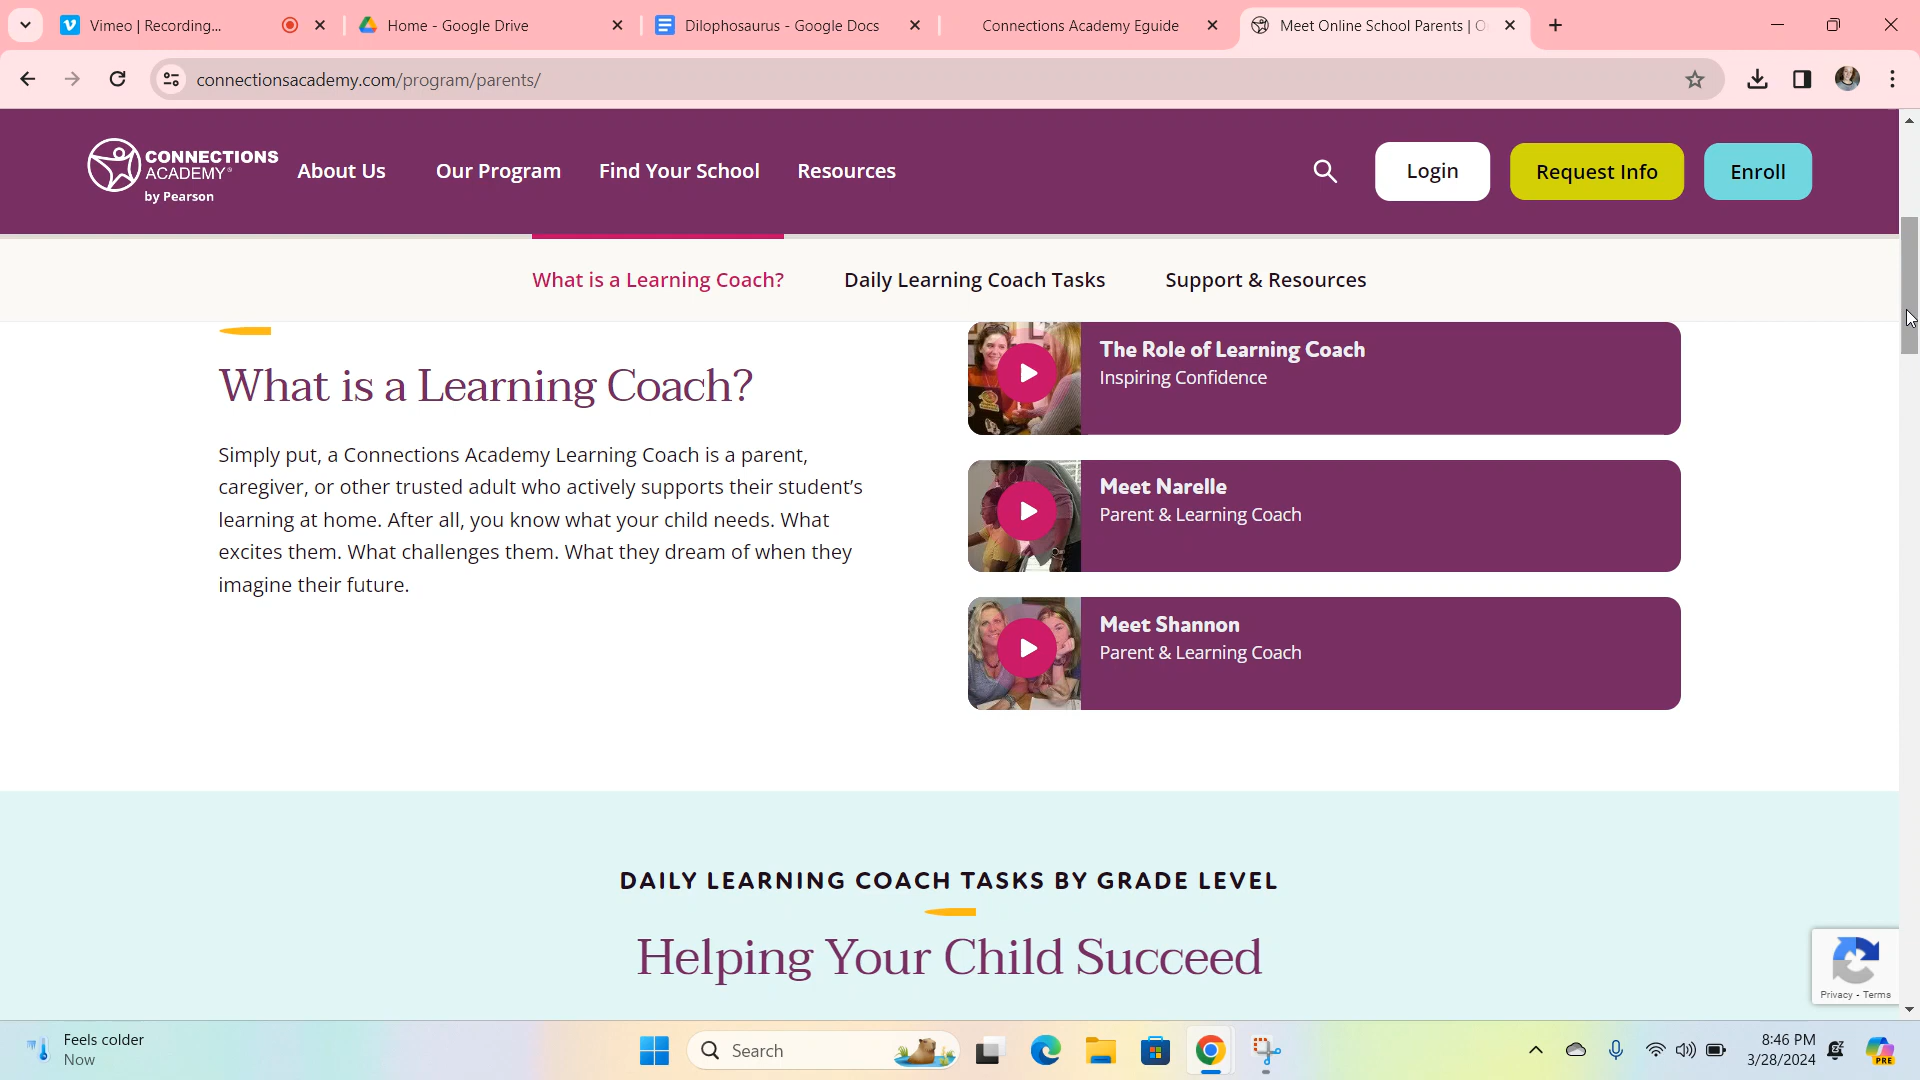 Vimeo | Recording...
Home - Google Drive
Dilophosaurus - Google Docs
Connections Academy Eguide
Meet Online School Parents | O
connectionsacademy.com/program/parents/
CONNECTIONS
ACADEMY®
by Pearson
About Us
Our Program
Find Your School
Resources
Login
Request Info
Enroll
What is a Learning Coach?
Daily Learning Coach Tasks
Support & Resources
What is a Learning Coach?
Simply put, a Connections Academy Learning Coach is a parent,
caregiver, or other trusted adult who actively supports their student’s
learning at home. After all, you know what your child needs. What
excites them. What challenges them. What they dream of when they
imagine their future.
The Role of Learning Coach
Inspiring Confidence
Meet Narelle
Parent & Learning Coach
Meet Shannon
Parent & Learning Coach
DAILY LEARNING COACH TASKS BY GRADE LEVEL
Helping Your Child Succeed
Privacy - Terms
Feels colder
Now
Search
8:46 PM
3/28/2024
PRE